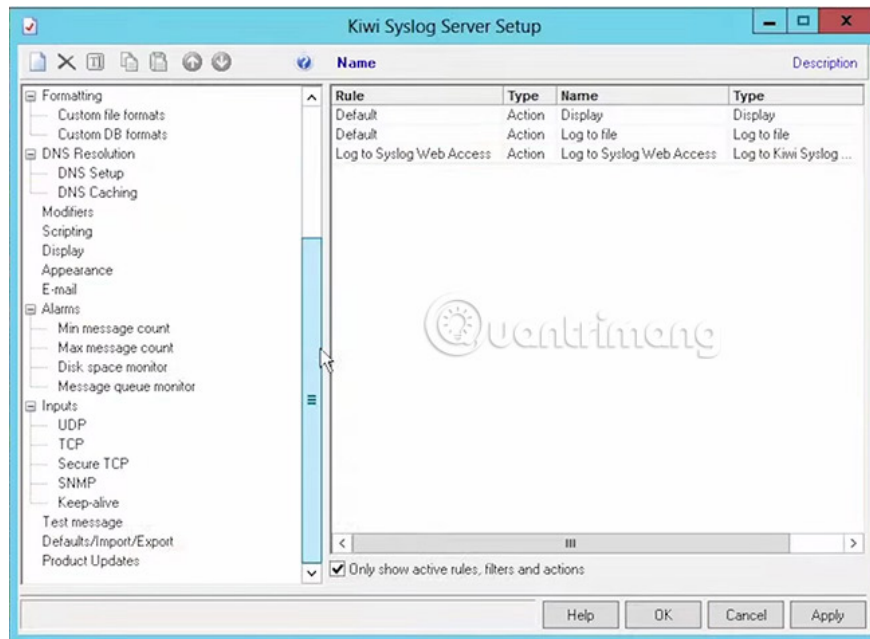 Kiwi Syslog Server Setup
Name Description
Formatting
Custom file formats
Custom DB formats
DNS Resolution
DNS Setup
DNS Caching
Modifiers
Scripting
Display
Appearance
E-mail
Alarms
Min message count
Max message count
Disk space monitor
Message queue monitor
Inputs
UDP
TCP
Secure TCP
SNMP
Keep-alive
Test message
Defaults/Import/Export
Product Updates
Rule Type Name Type
Default Action Display Display
Default Action Log to file Log to file
Log to Syslog Web Access Action Log to Syslog Web Access Log to Kiwi Syslog ...
Quantrimang
Only show active rules, filters and actions
Help OK Cancel Apply